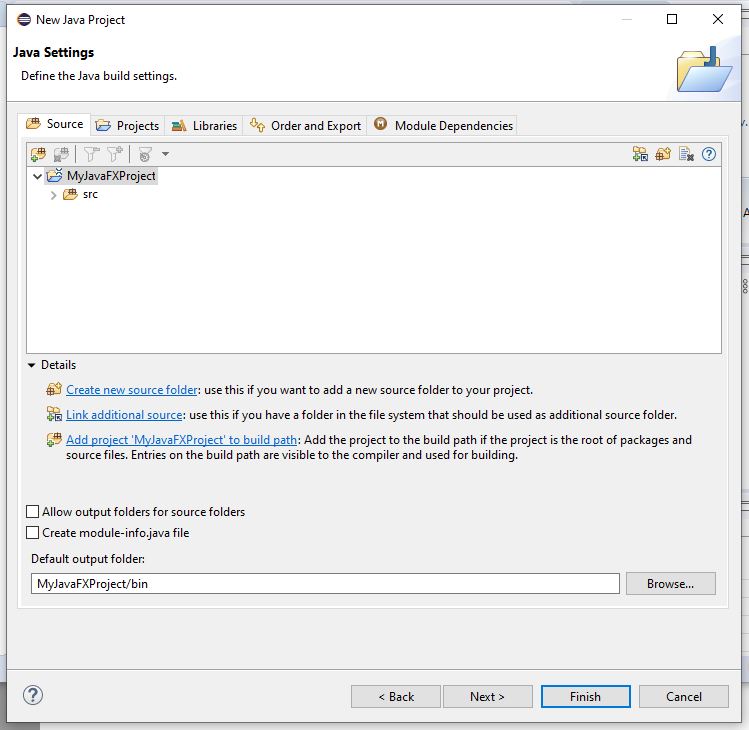 New Java Project
Java Settings
Define the Java build settings.
Source
Projects
Libraries
Order and Export
Module Dependencies
MyJavaFXProject
src
Details
Create new source folder: use this if you want to add a new source folder to your project.
Link additional source: use this if you have a folder in the file system that should be used as additional source folder.
Add project 'MyJavaFXProject' to build path: Add the project to the build path if the project is the root of packages and
source files. Entries on the build path are visible to the compiler and used for building.
Allow output folders for source folders
Create module-info.java file
Default output folder:
MyJavaFXProject/bin
Browse...
< Back
Next >
Finish
Cancel